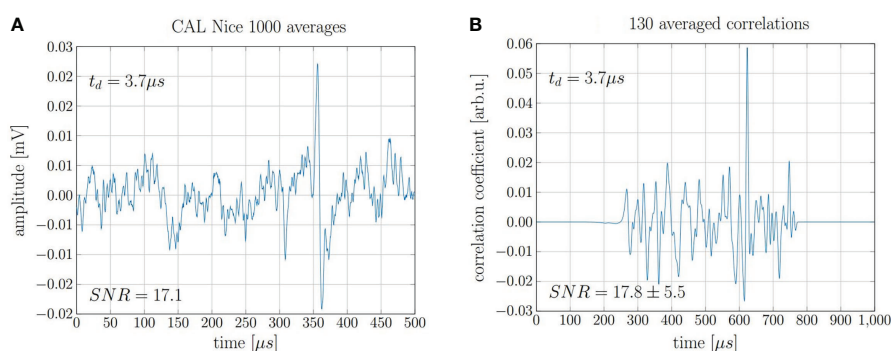 A
CAL Nice 1000 averages
0.03
0.02
0.02
0.01
0.01
0.00
−0.01
−0.01
−0.02
−0.02
amplitude [mV]
t_d = 3.7μs
SNR = 17.1
0 50 100 150 200 250 300 350 400 450 500
time [μs]
B
130 averaged correlations
0.06
0.05
0.04
0.03
0.02
0.01
0.00
−0.01
−0.02
−0.03
correlation coefficient [arb.u.]
t_d = 3.7μs
SNR = 17.8 ± 5.5
0 100 200 300 400 500 600 700 800 900 1,000
time [μs]